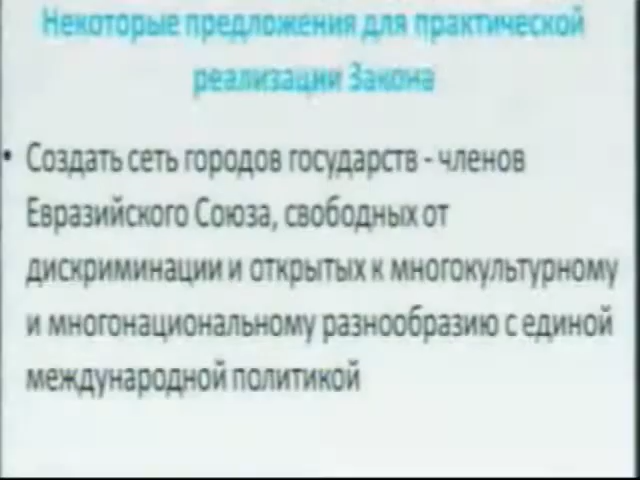 Некоторые предложения для практической
реализации Закона
• Создать сеть городов государств - членов
Евразийского Союза, свободных от
дискриминации и открытых к многокультурному
и многонациональному разнообразию с единой
международной политикой